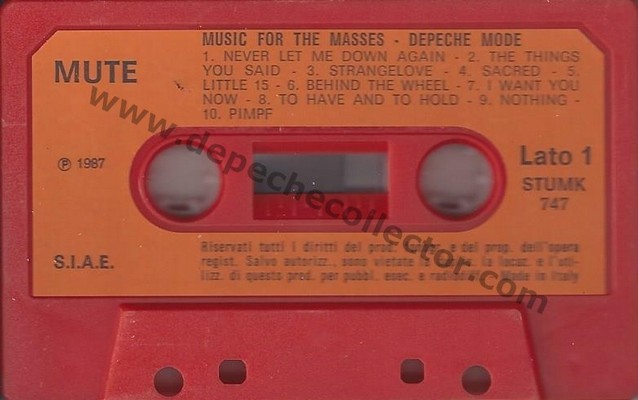 MUSIC FOR THE MASSES - DEPECHE MODE
MUTE
1. NEVER LET ME DOWN AGAIN - 2. THE THINGS
YOU SAID - 3. STRANGELOVE - 4. SACRED - 5.
LITTLE 15 - 6. BEHIND THE WHEEL - 7. I WANT YOU
NOW - 8. TO HAVE AND TO HOLD - 9. NOTHING -
10. PIMPF
℗ 1987
Lato 1
STUMK
747
S.I.A.E.
Riservati tutti i diritti del prod. e del prop. dell'opera
regist. Salvo autorizz., sono vietate la locaz. e l'uti-
lizz. di questo pred. per pubbl. esec. e Made in Italy
www.depechecollector.com